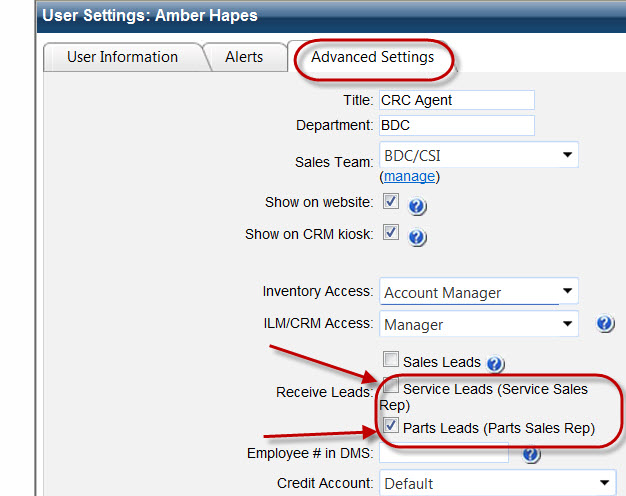 User Settings: Amber Hapes
User Information
Alerts
Advanced Settings
Title: CRC Agent
Department: BDC
Sales Team: BDC/CSI
(manage)
Show on website:
Show on CRM kiosk:
Inventory Access: Account Manager
ILM/CRM Access: Manager
Sales Leads
Receive Leads: Service Leads (Service Sales
Rep)
Parts Leads (Parts Sales Rep)
Employee # in DMS:
Credit Account: Default